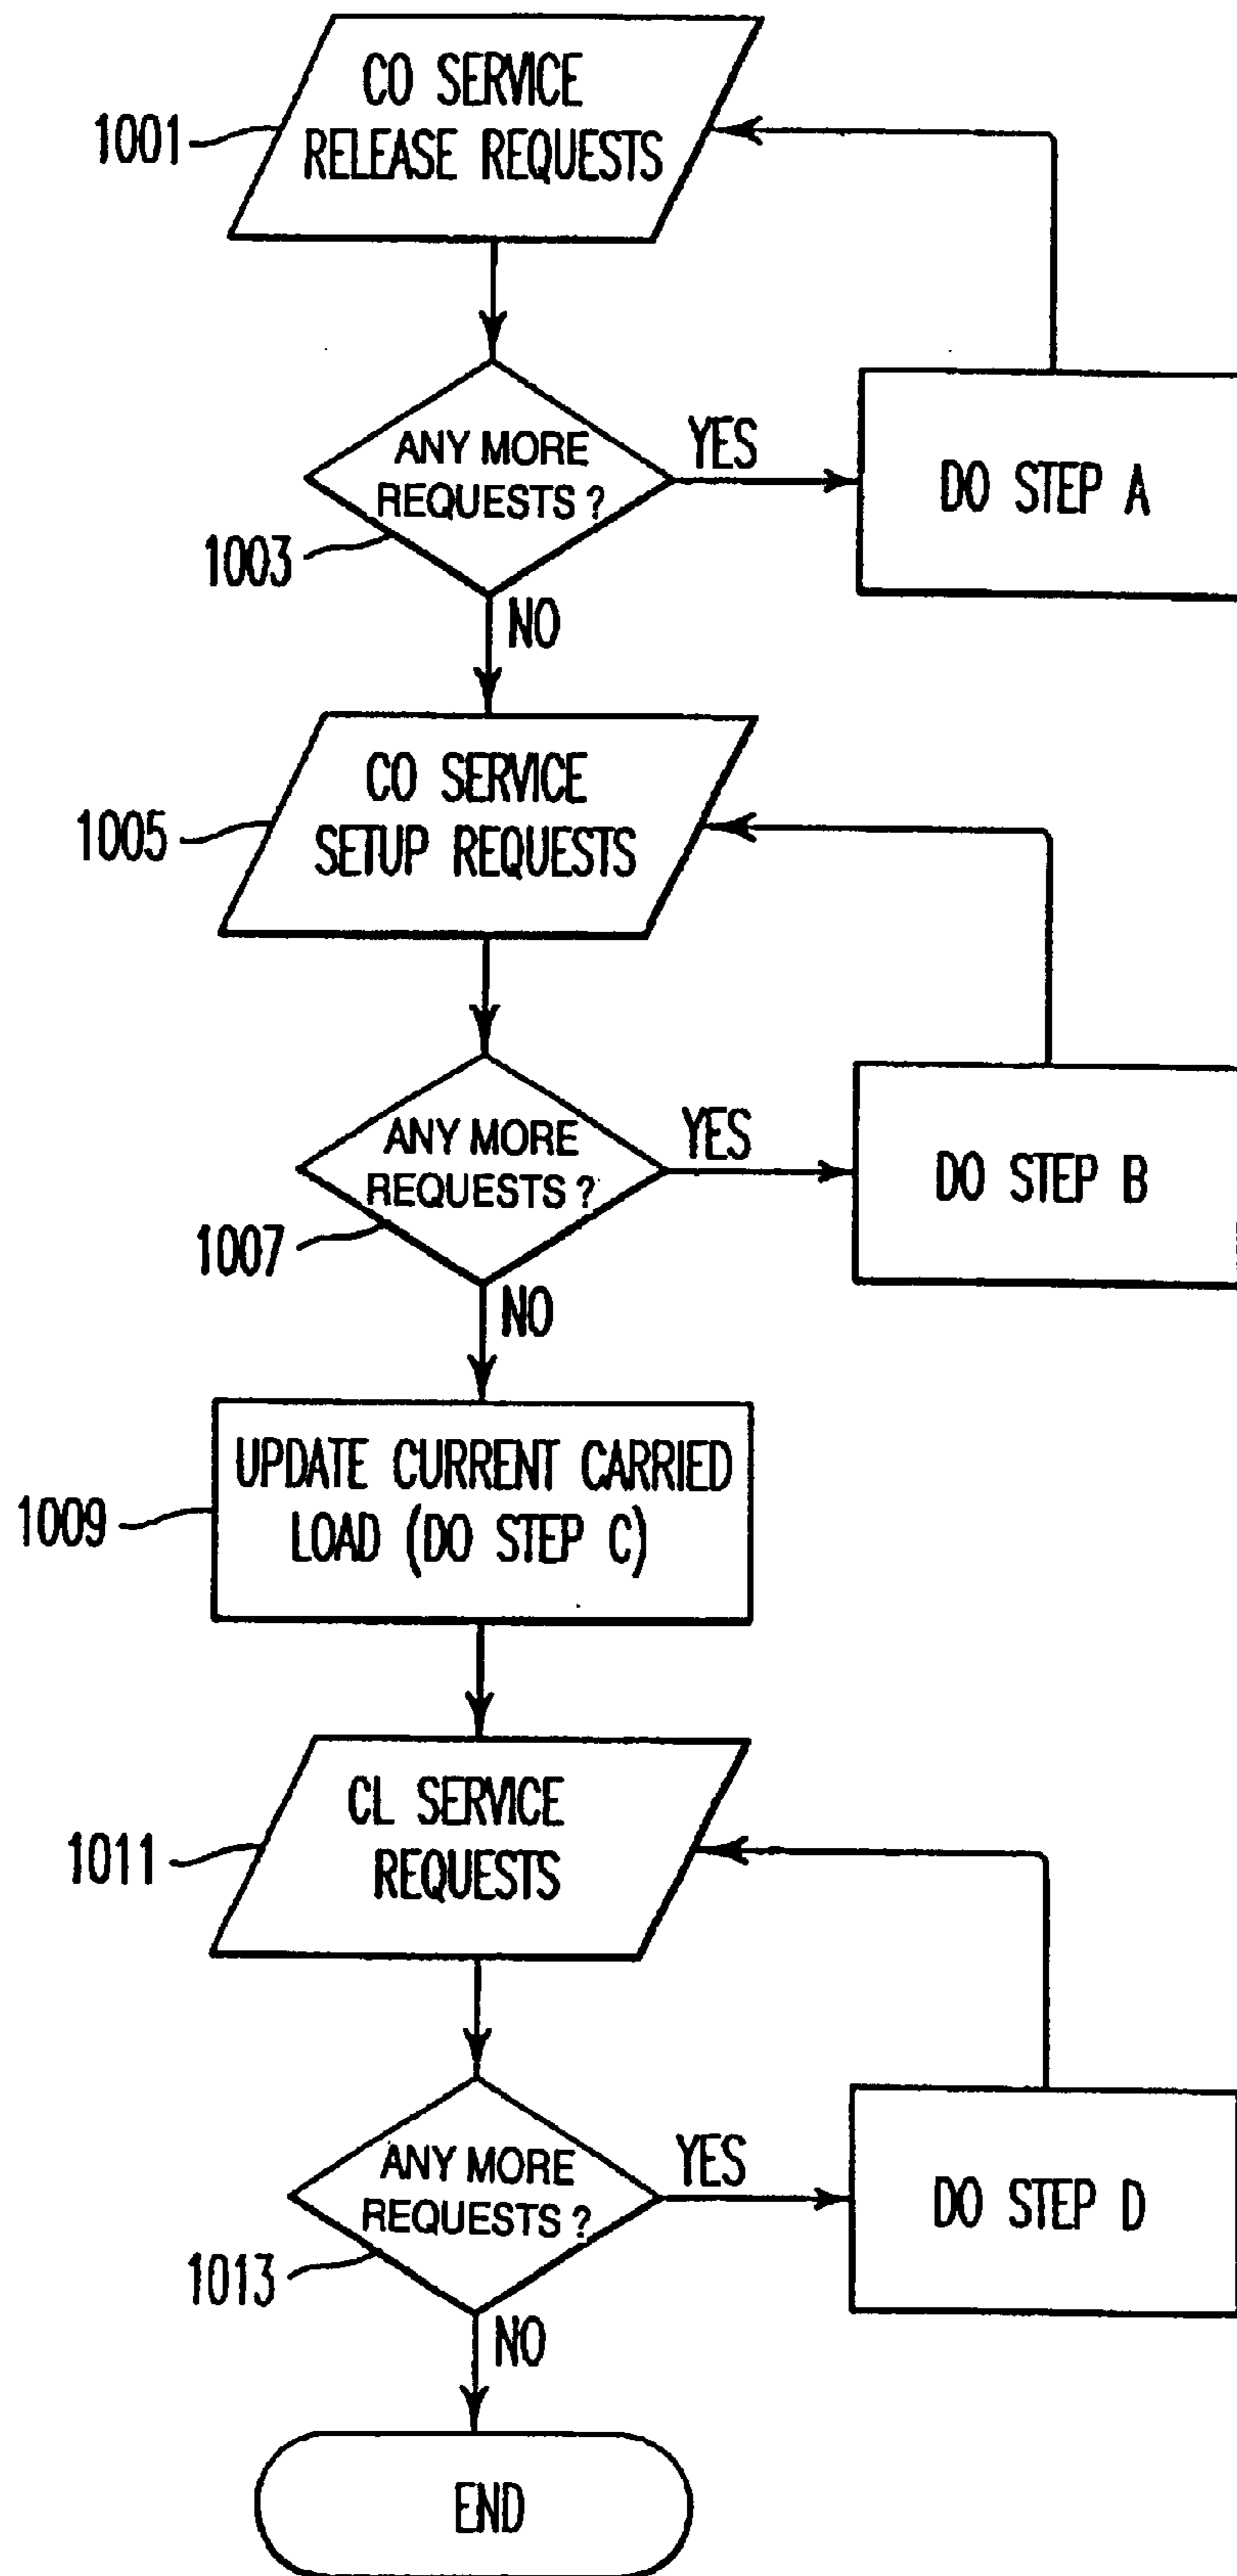 CO SERVICE
RELEASE REQUESTS
1001
ANY MORE
REQUESTS ?
YES
DO STEP A
1003
NO
CO SERVICE
SETUP REQUESTS
1005
ANY MORE
REQUESTS ?
YES
DO STEP B
1007
NO
UPDATE CURRENT CARRIED
LOAD (DO STEP C)
1009
CL SERVICE
REQUESTS
1011
ANY MORE
REQUESTS ?
YES
DO STEP D
1013
NO
END